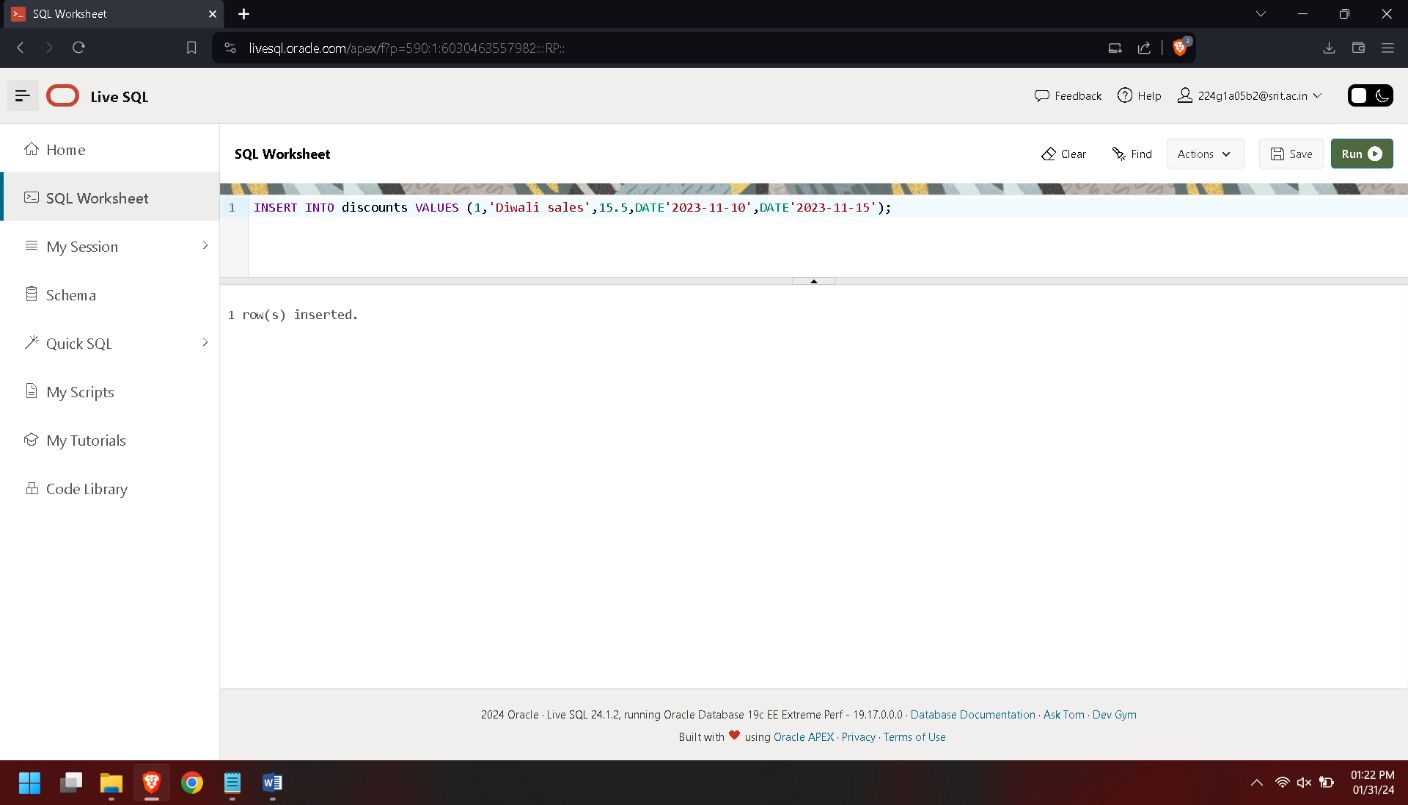 SQL Worksheet
livesql.oracle.com/apex/f?p=590:1:6030463557982:::RP::
Live SQL
Feedback
Help
224g1a05b2@srit.ac.in
Home
SQL Worksheet
My Session
Schema
Quick SQL
My Scripts
My Tutorials
Code Library
SQL Worksheet
Clear
Find
Actions
Save
Run
1 INSERT INTO discounts VALUES (1,'Diwali sales',15.5,DATE'2023-11-10',DATE'2023-11-15');
1 row(s) inserted.
2024 Oracle · Live SQL 24.1.2, running Oracle Database 19c EE Extreme Perf - 19.17.0.0.0 · Database Documentation · Ask Tom · Dev Gym
Built with ❤ using Oracle APEX · Privacy · Terms of Use
01:22 PM
01/31/24